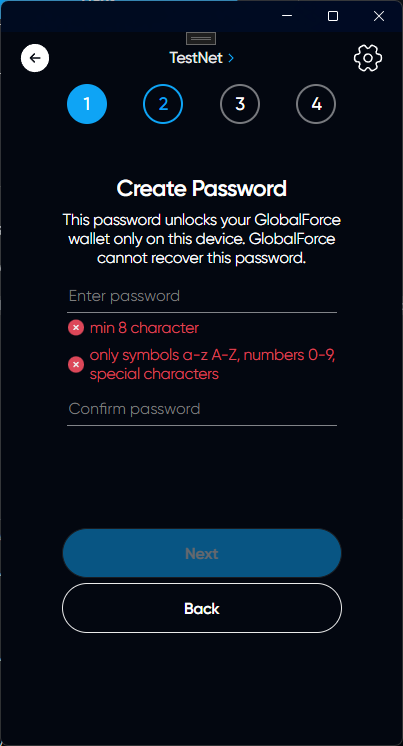 TestNet
1 2 3 4
Create Password
This password unlocks your GlobalForce
wallet only on this device. GlobalForce
cannot recover this password.
Enter password
min 8 character
only symbols a-z A-Z, numbers 0-9,
special characters
Confirm password
Next
Back